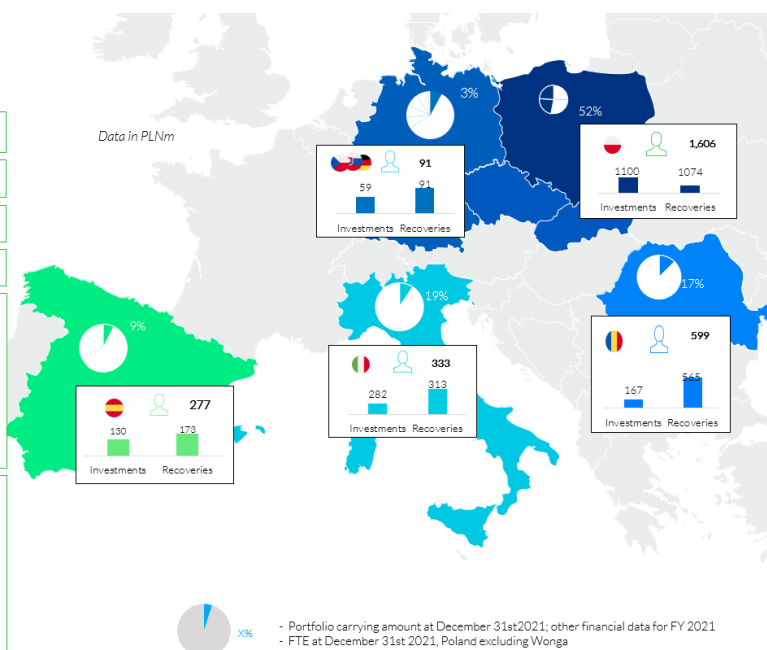 3%
52%
Data in PLNm
91
59
91
Investments Recoveries
1,606
1100
1074
Investments Recoveries
9%
19%
17%
277
130
173
Investments
Recoveries
333
282
313
Investments Recoveries
599
167
565
Investments Recoveries
X%
- Portfolio carrying amount at December 31st2021; other financial data for FY 2021
- FTE at December 31st 2021, Poland excluding Wonga